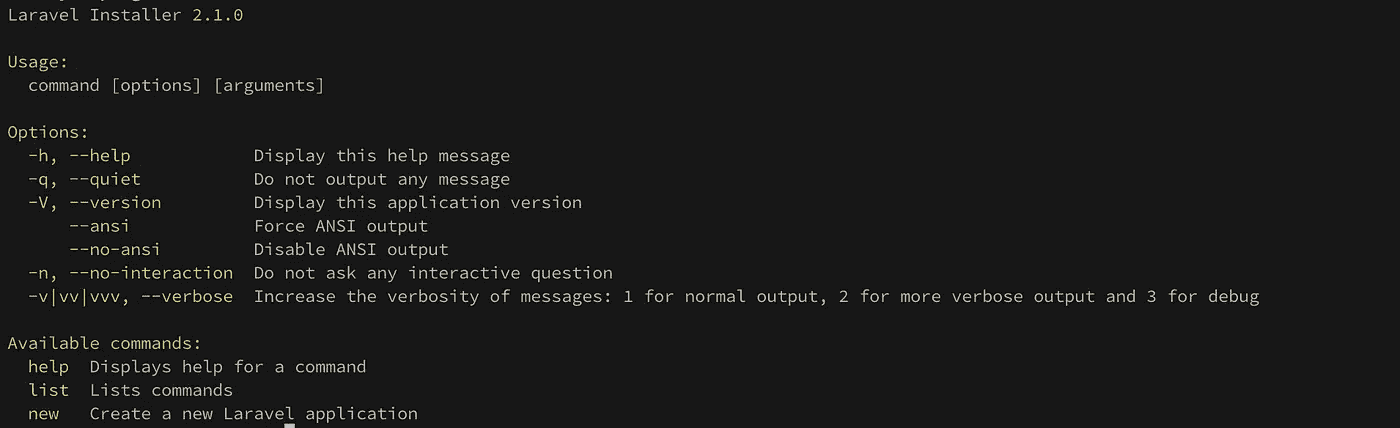 Laravel Installer 2.1.0

Usage:
  command [options] [arguments]

Options:
  -h, --help            Display this help message
  -q, --quiet           Do not output any message
  -V, --version         Display this application version
      --ansi            Force ANSI output
      --no-ansi         Disable ANSI output
  -n, --no-interaction  Do not ask any interactive question
  -v|vv|vvv, --verbose  Increase the verbosity of messages: 1 for normal output, 2 for more verbose output and 3 for debug

Available commands:
  help  Displays help for a command
  list  Lists commands
  new   Create a new Laravel application